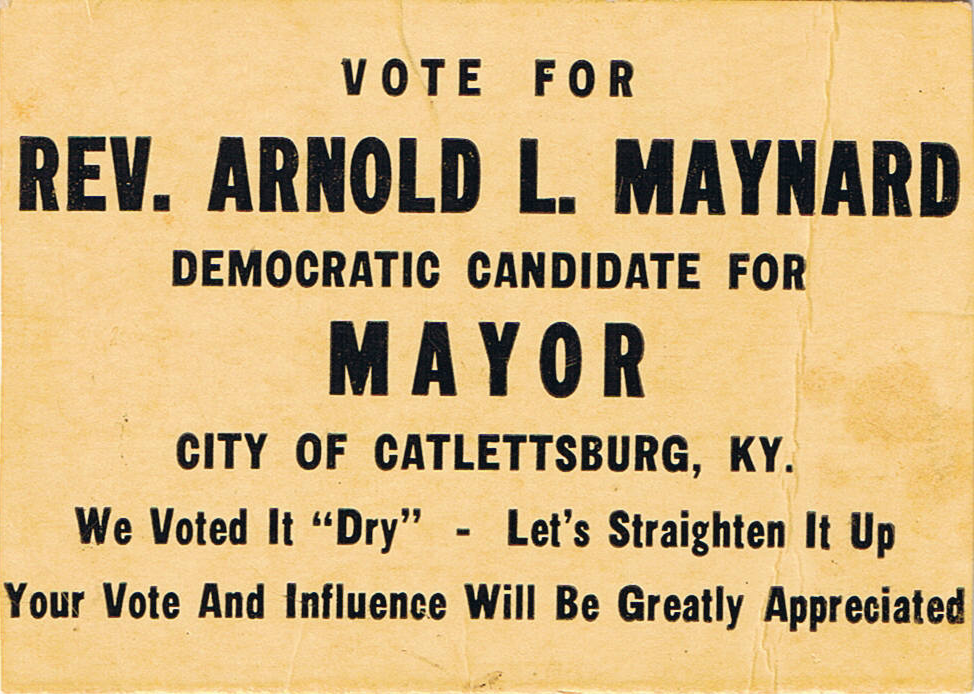 VOTE FOR
REV. ARNOLD L. MAYNARD
DEMOCRATIC CANDIDATE FOR
MAYOR
CITY OF CATLETTSBURG, KY.
We Voted It “Dry” - Let's Straighten It Up
Your Vote And Influence Will Be Greatly Appreciated